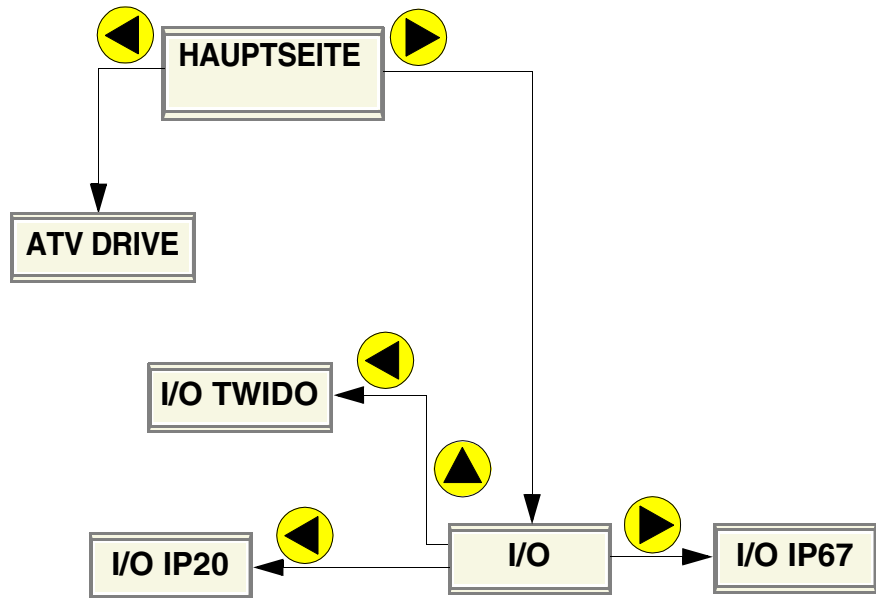 HAUPTSEITE
ATV DRIVE
I/O TWIDO
I/O IP20
I/O
I/O IP67